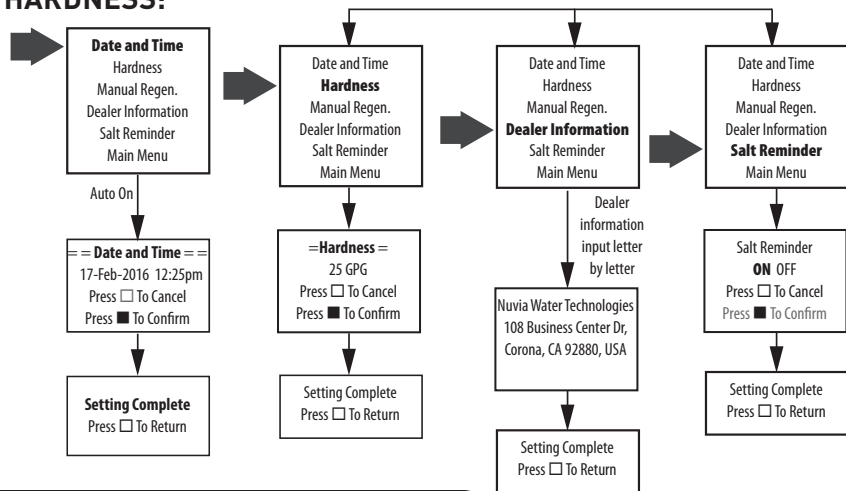 HARDNESS:
Date and Time
Hardness
Manual Regen.
Dealer Information
Salt Reminder
Main Menu
Auto On
= = Date and Time = =
17-Feb-2016 12:25pm
Press □ To Cancel
Press ■ To Confirm
Setting Complete
Press □ To Return
Date and Time
Hardness
Manual Regen.
Dealer Information
Salt Reminder
Main Menu
=Hardness =
25 GPG
Press □ To Cancel
Press ■ To Confirm
Setting Complete
Press □ To Return
Date and Time
Hardness
Manual Regen.
Dealer Information
Salt Reminder
Main Menu
Dealer
information
input letter
by letter
Nuvia Water Technologies
108 Business Center Dr,
Corona, CA 92880, USA
Setting Complete
Press □ To Return
Date and Time
Hardness
Manual Regen.
Dealer Information
Salt Reminder
Main Menu
Salt Reminder
ON OFF
Press □ To Cancel
Press ■ To Confirm
Setting Complete
Press □ To Return